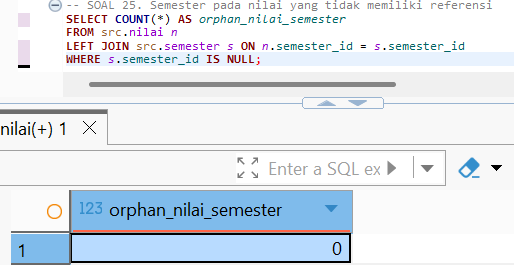 -- SOAL 25. Semester pada nilai yang tidak memiliki referensi
SELECT COUNT(*) AS orphan_nilai_semester
FROM src.nilai n
LEFT JOIN src.semester s ON n.semester_id = s.semester_id
WHERE s.semester_id IS NULL;
nilai(+) 1
Enter a SQL ex
123 orphan_nilai_semester
1 0